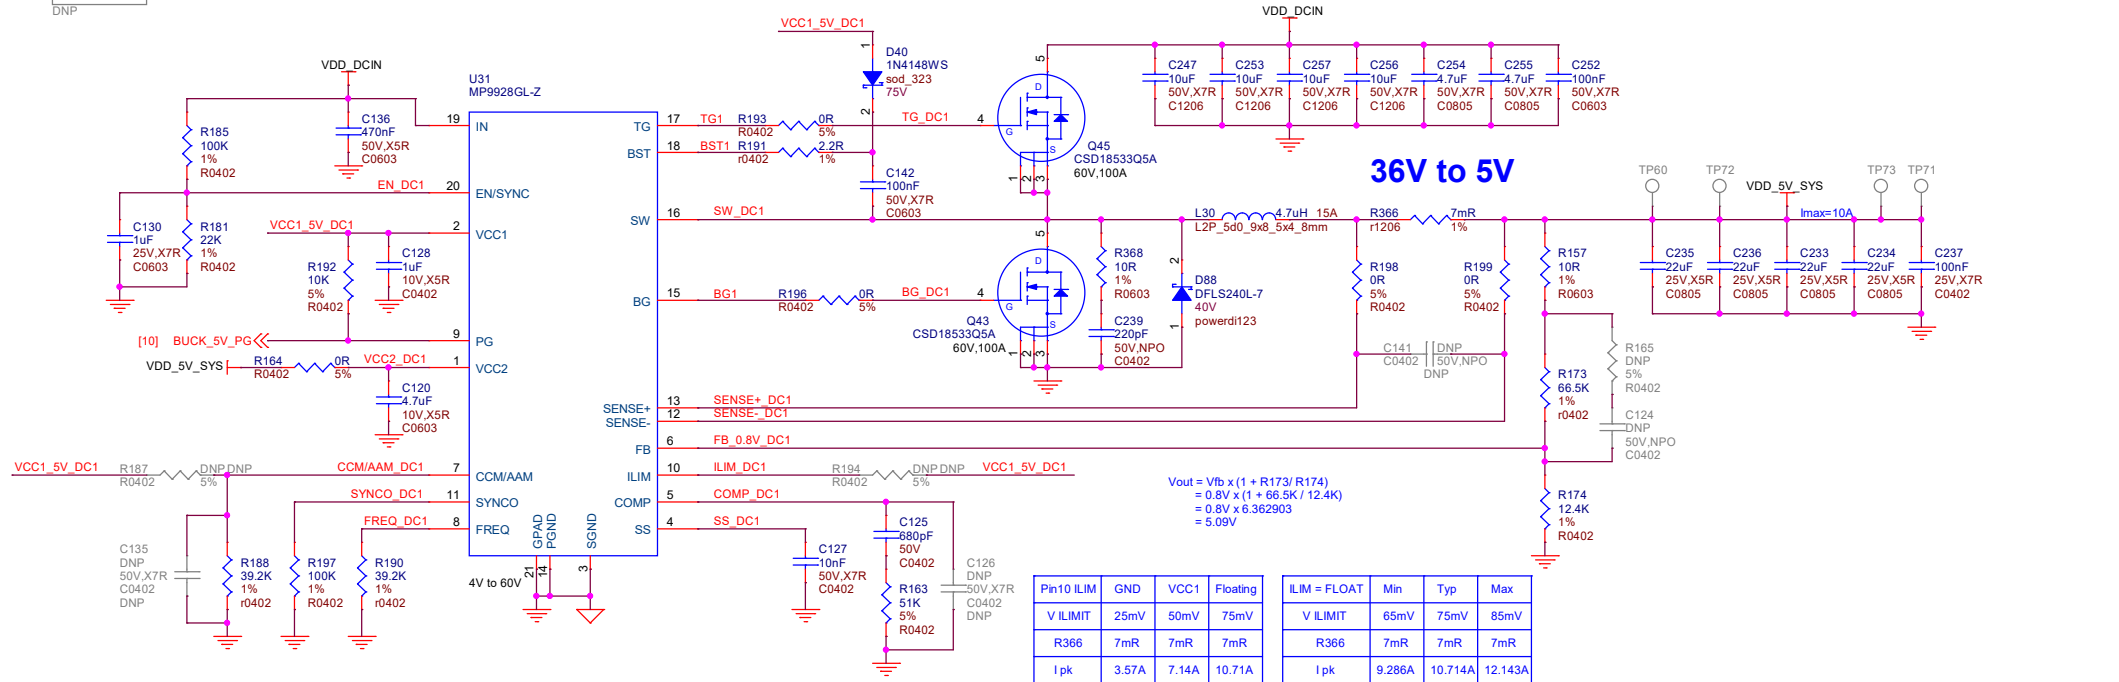 DNP
VDD_DCIN
C136
470nF
50V,X5R
C0603
R185
100K
1%
R0402
EN_DC1
C130
1uF
25V,X7R
C0603
R181
22K
1%
R0402
VCC1_5V_DC1
R192
10K
5%
R0402
C128
1uF
10V,X5R
C0402
[10] BUCK_5V_PG
VDD_5V_SYS
R164 0R
R0402 5%
VCC2_DC1
C120
4.7uF
10V,X5R
C0603
VCC1_5V_DC1
R187 DNP DNP
R0402 5%
CCM/AAM_DC1
SYNCO_DC1
FREQ_DC1
C135
DNP
50V,X7R
C0402
DNP
R188
39.2K
1%
r0402
R197
100K
1%
R0402
R190
39.2K
1%
r0402
U31
MP9928GL-Z
19 IN
20 EN/SYNC
2 VCC1
9 PG
1 VCC2
7 CCM/AAM
11 SYNCO
8 FREQ
TG 17
BST 18
SW 16
BG 15
SENSE+ 13
SENSE- 12
FB 6
ILIM 10
COMP 5
SS 4
GPAD 21
PGND 14
SGND 3
4V to 60V
VCC1_5V_DC1
D40
1N4148WS
sod_323
75V
1
2
TG1 R193 0R TG_DC1
R0402 5%
BST1 R191 2.2R
r0402 1%
C142
100nF
50V,X7R
C0603
SW_DC1
BG1 R196 0R BG_DC1
R0402 5%
4
5
D
G
S
1
2
3
Q45
CSD18533Q5A
60V,100A
4
5
D
G
S
1
2
3
Q43
CSD18533Q5A
60V,100A
VDD_DCIN
C247
10uF
50V,X7R
C1206
C253
10uF
50V,X7R
C1206
C257
10uF
50V,X7R
C1206
C256
10uF
50V,X7R
C1206
C254
4.7uF
50V,X7R
C0805
C255
4.7uF
50V,X7R
C0805
C252
100nF
50V,X7R
C0603
36V to 5V
L30 4.7uH 15A
L2P_5d0_9x8_5x4_8mm
R366 7mR
r1206 1%
R368
10R
1%
R0603
C239
220pF
50V,NPO
C0402
2
D88
DFLS240L-7
40V
powerdi123
1
R198
0R
5%
R0402
R199
0R
5%
R0402
C141 DNP
C0402 50V,NPO
DNP
R157
10R
1%
R0603
R173
66.5K
1%
r0402
R165
DNP
5%
R0402
C124
DNP
50V,NPO
C0402
R174
12.4K
1%
R0402
TP60
TP72
VDD_5V_SYS
TP73
TP71
Imax=10A
C235
22uF
25V,X5R
C0805
C236
22uF
25V,X5R
C0805
C233
22uF
25V,X5R
C0805
C234
22uF
25V,X5R
C0805
C237
100nF
25V,X7R
C0402
SENSE+_DC1
SENSE-_DC1
FB_0.8V_DC1
ILIM_DC1 R194 DNP DNP VCC1_5V_DC1
R0402 5%
COMP_DC1
SS_DC1
C127
10nF
50V,X7R
C0402
C125
680pF
50V
C0402
R163
51K
5%
R0402
C126
DNP
50V,X7R
C0402
DNP
Vout = Vfb x (1 + R173/ R174)
= 0.8V x (1 + 66.5K / 12.4K)
= 0.8V x 6.362903
= 5.09V
Pin10 ILIM GND VCC1 Floating
V ILIMIT 25mV 50mV 75mV
R366 7mR 7mR 7mR
I pk 3.57A 7.14A 10.71A
ILIM = FLOAT Min Typ Max
V ILIMIT 65mV 75mV 85mV
R366 7mR 7mR 7mR
I pk 9.286A 10.714A 12.143A